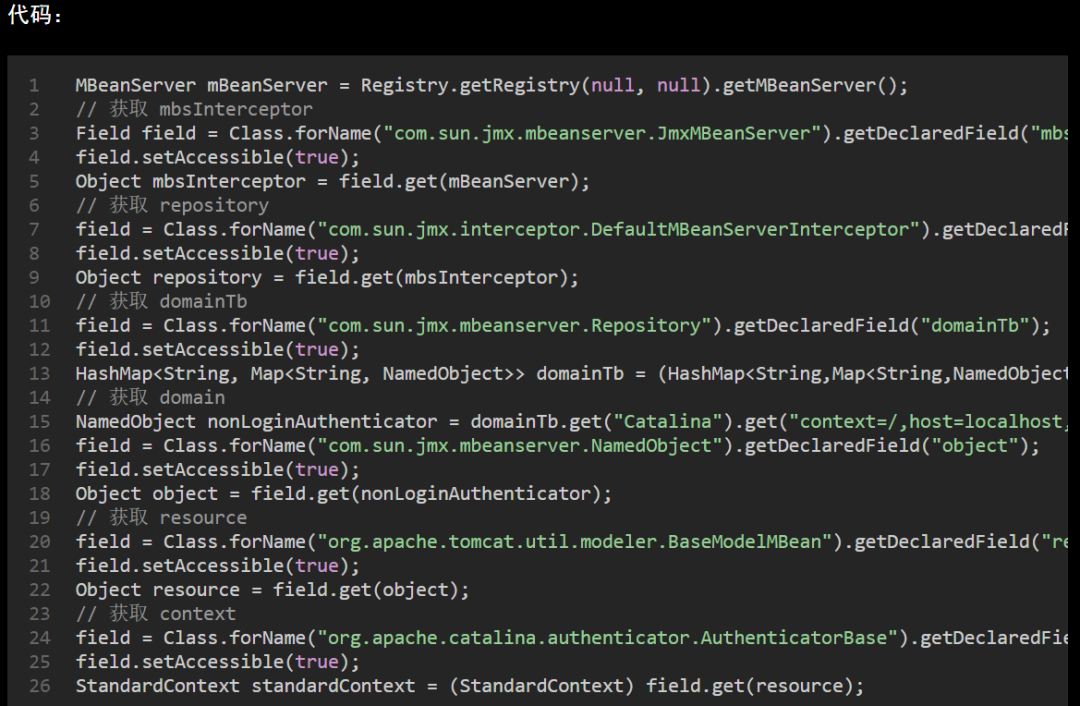 代码：
1 MBeanServer mBeanServer = Registry.getRegistry(null, null).getMBeanServer();
2 // 获取 mbsInterceptor
3 Field field = Class.forName("com.sun.jmx.mbeanserver.JmxMBeanServer").getDeclaredField("mbs
4 field.setAccessible(true);
5 Object mbsInterceptor = field.get(mBeanServer);
6 // 获取 repository
7 field = Class.forName("com.sun.jmx.interceptor.DefaultMBeanServerInterceptor").getDeclaredF
8 field.setAccessible(true);
9 Object repository = field.get(mbsInterceptor);
10 // 获取 domainTb
11 field = Class.forName("com.sun.jmx.mbeanserver.Repository").getDeclaredField("domainTb");
12 field.setAccessible(true);
13 HashMap<String, Map<String, NamedObject>> domainTb = (HashMap<String,Map<String,NamedObject
14 // 获取 domain
15 NamedObject nonLoginAuthenticator = domainTb.get("Catalina").get("context=/,host=localhost,
16 field = Class.forName("com.sun.jmx.mbeanserver.NamedObject").getDeclaredField("object");
17 field.setAccessible(true);
18 Object object = field.get(nonLoginAuthenticator);
19 // 获取 resource
20 field = Class.forName("org.apache.tomcat.util.modeler.BaseModelMBean").getDeclaredField("re
21 field.setAccessible(true);
22 Object resource = field.get(object);
23 // 获取 context
24 field = Class.forName("org.apache.catalina.authenticator.AuthenticatorBase").getDeclaredFie
25 field.setAccessible(true);
26 StandardContext standardContext = (StandardContext) field.get(resource);